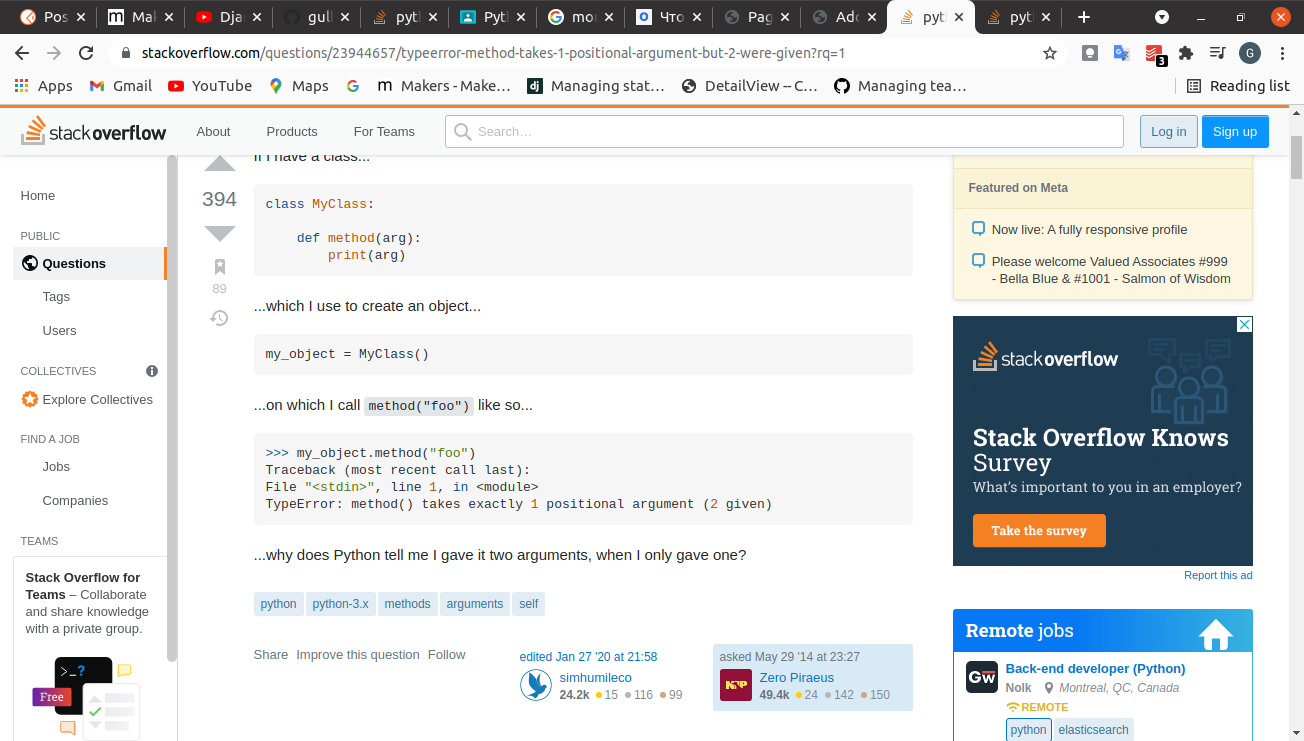 Pos
Mak
Dja
gull
pyt
Pyt
mor
Что
Pag
Adc
pyt
pyt
stackoverflow.com/questions/23944657/typeerror-method-takes-1-positional-argument-but-2-were-given?rq=1
3
G
Apps
Gmail
YouTube
Maps
Makers - Make…
Managing stat…
DetailView -- C…
Managing tea…
Reading list
stackoverflow
About
Products
For Teams
Search…
Log in
Sign up
Home
PUBLIC
Questions
Tags
Users
COLLECTIVES
Explore Collectives
FIND A JOB
Jobs
Companies
TEAMS
Stack Overflow for
Teams – Collaborate
and share knowledge
with a private group.
>_?
Free
394
89
If I have a class...
class MyClass:
def method(arg):
print(arg)
...which I use to create an object...
my_object = MyClass()
...on which I call method("foo") like so...
>>> my_object.method("foo")
Traceback (most recent call last):
File "<stdin>", line 1, in <module>
TypeError: method() takes exactly 1 positional argument (2 given)
...why does Python tell me I gave it two arguments, when I only gave one?
python python-3.x methods arguments self
Share Improve this question Follow
edited Jan 27 '20 at 21:58
simhumileco
24.2k 15 116 99
asked May 29 '14 at 23:27
Zero Piraeus
49.4k 24 142 150
Featured on Meta
Now live: A fully responsive profile
Please welcome Valued Associates #999
- Bella Blue & #1001 - Salmon of Wisdom
stackoverflow
Stack Overflow Knows
Survey
What's important to you in an employer?
Take the survey
Report this ad
Remote jobs
GW
Back-end developer (Python)
Nolk Montreal, QC, Canada
REMOTE
python elasticsearch